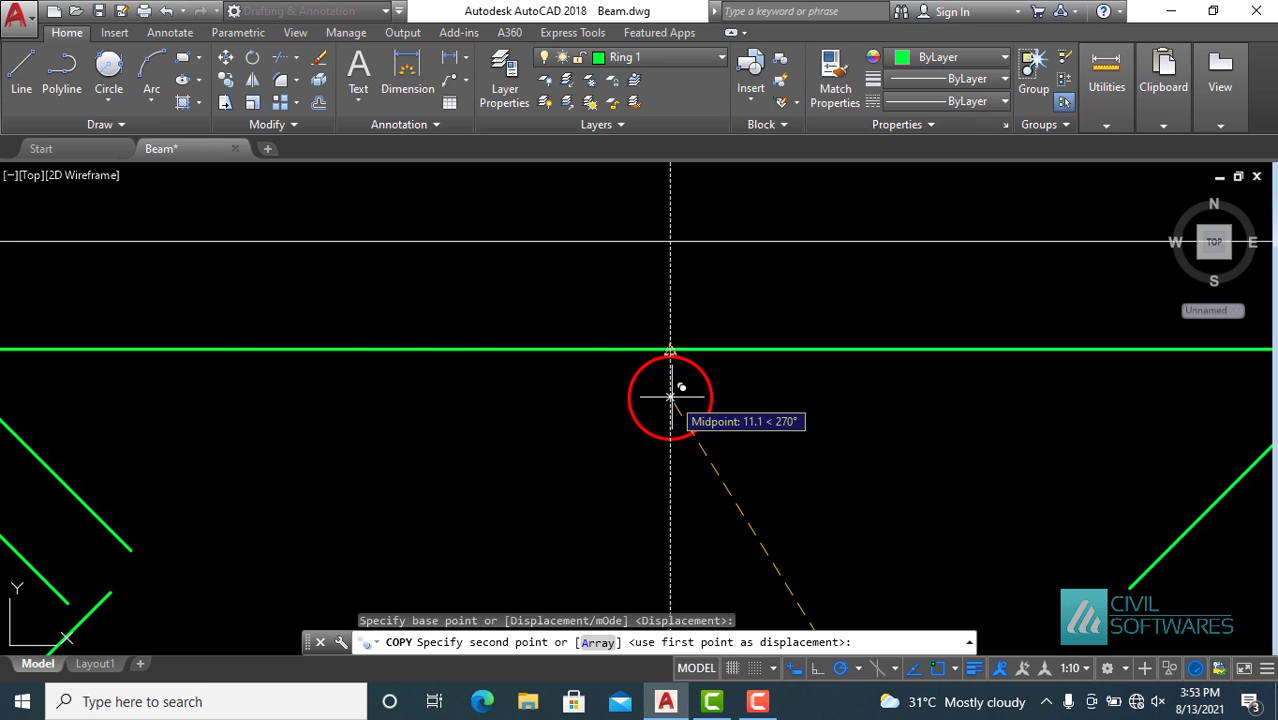 Drafting & Annotation
Autodesk AutoCAD 2018 Beam.dwg
Type a keyword or phrase
Sign In
Home Insert Annotate Parametric View Manage Output Add-ins A360 Express Tools Featured Apps
Ring 1
ByLayer
ByLayer
ByLayer
Line Polyline Circle Arc Text Dimension Layer Properties Insert Match Properties Group Utilities Clipboard View
Draw Modify Annotation Layers Block Properties Groups
Start Beam*
[−][Top][2D Wireframe]
N
W TOP E
S
Unnamed
Midpoint: 11.1 < 270°
Y
X
CIVIL
SOFTWARES
Specify base point or [Displacement/mOde] <Displacement>:
COPY Specify second point or [Array] <use first point as displacement>:
Model Layout1
MODEL 1:10
Type here to search
31°C Mostly cloudy
3:53 PM
8/13/2021
3